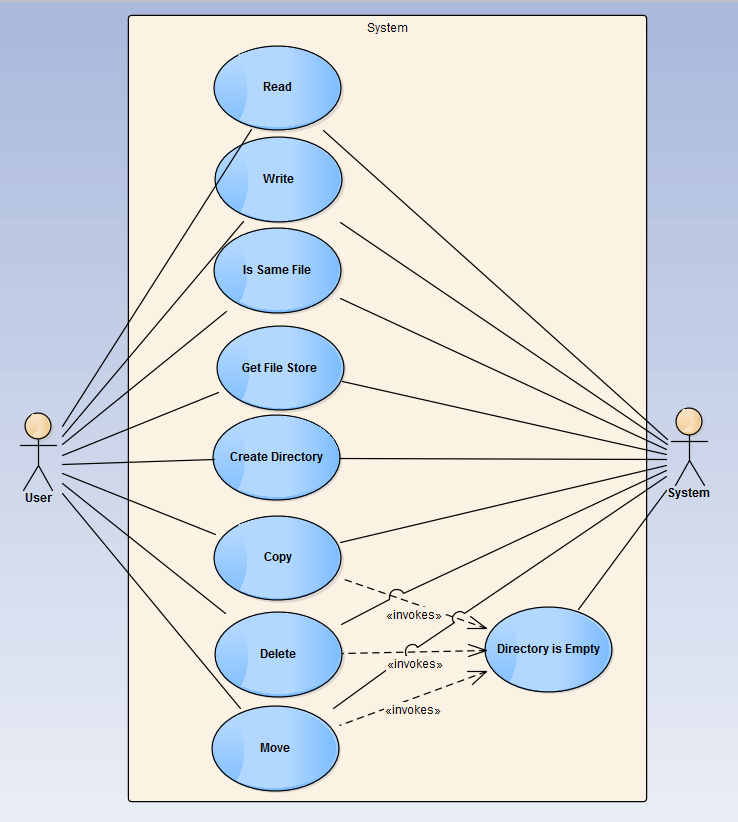 System
Read
Write
Is Same File
Get File Store
Create Directory
User
System
Copy
«invokes»
Delete
Directory is Empty
«invokes»
«invokes»
Move